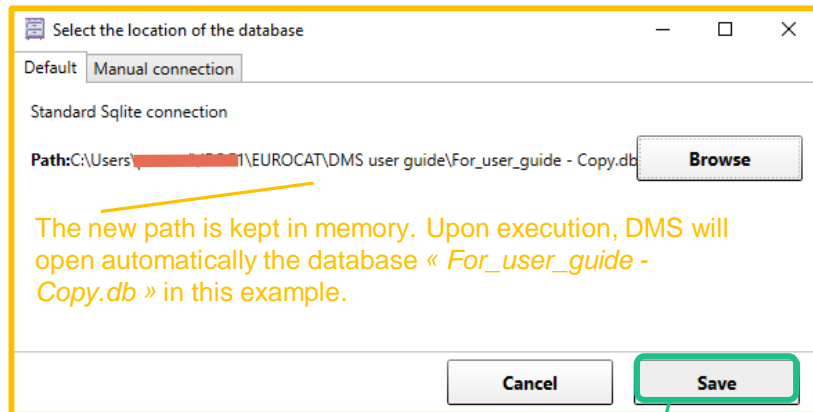 Select the location of the database
Default Manual connection
Standard Sqlite connection
Path:C:\Users\ 1\EUROCAT\DMS user guide\For_user_guide - Copy.db Browse
The new path is kept in memory. Upon execution, DMS will
open automatically the database « For_user_guide -
Copy.db » in this example.
Cancel Save